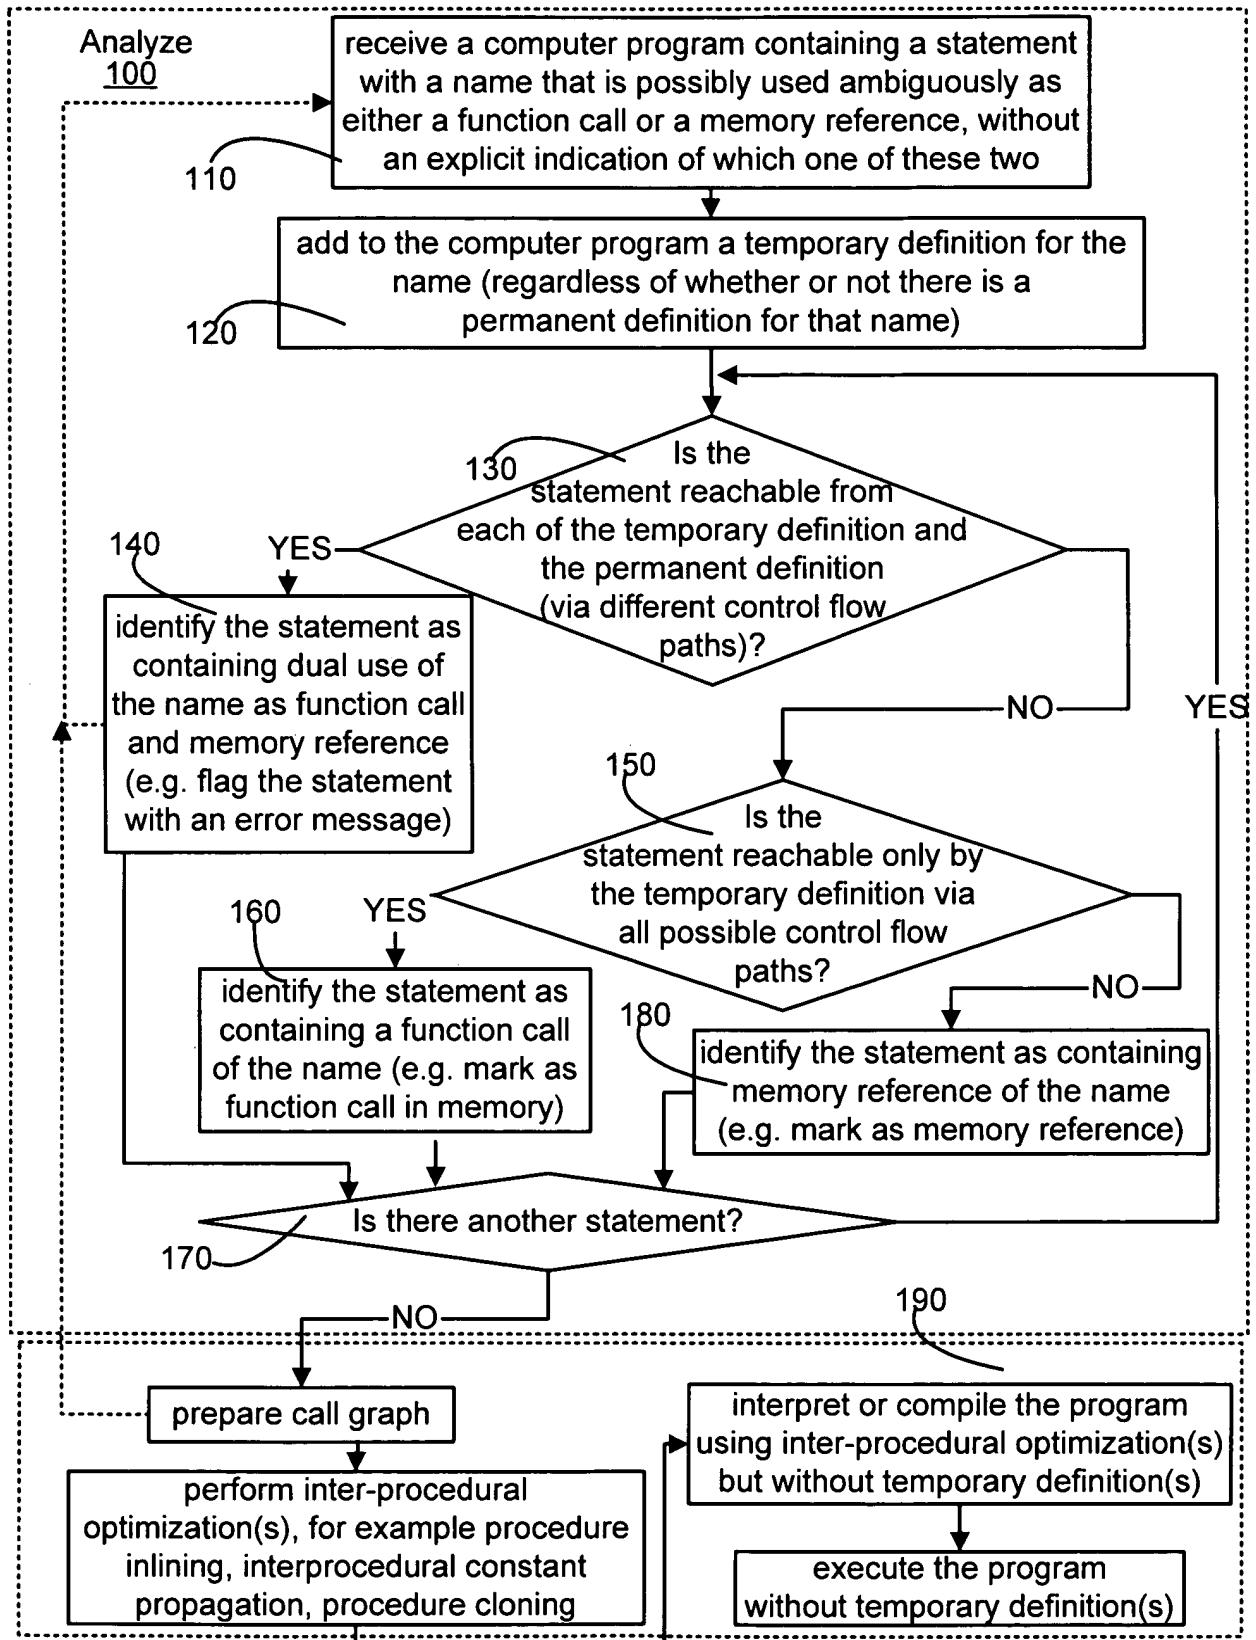 Analyze
100
receive a computer program containing a statement
with a name that is possibly used ambiguously as
either a function call or a memory reference, without
an explicit indication of which one of these two
110
add to the computer program a temporary definition for the
name (regardless of whether or not there is a
permanent definition for that name)
120
130
Is the
statement reachable from
each of the temporary definition and
the permanent definition
(via different control flow
paths)?
140
YES
identify the statement as
containing dual use of
the name as function call
and memory reference
(e.g. flag the statement
with an error message)
NO
YES
150
Is the
statement reachable only by
the temporary definition via
all possible control flow
paths?
160
YES
identify the statement as
containing a function call
of the name (e.g. mark as
function call in memory)
NO
180
identify the statement as containing
memory reference of the name
(e.g. mark as memory reference)
Is there another statement?
170
NO
190
prepare call graph
perform inter-procedural
optimization(s), for example procedure
inlining, interprocedural constant
propagation, procedure cloning
interpret or compile the program
using inter-procedural optimization(s)
but without temporary definition(s)
execute the program
without temporary definition(s)